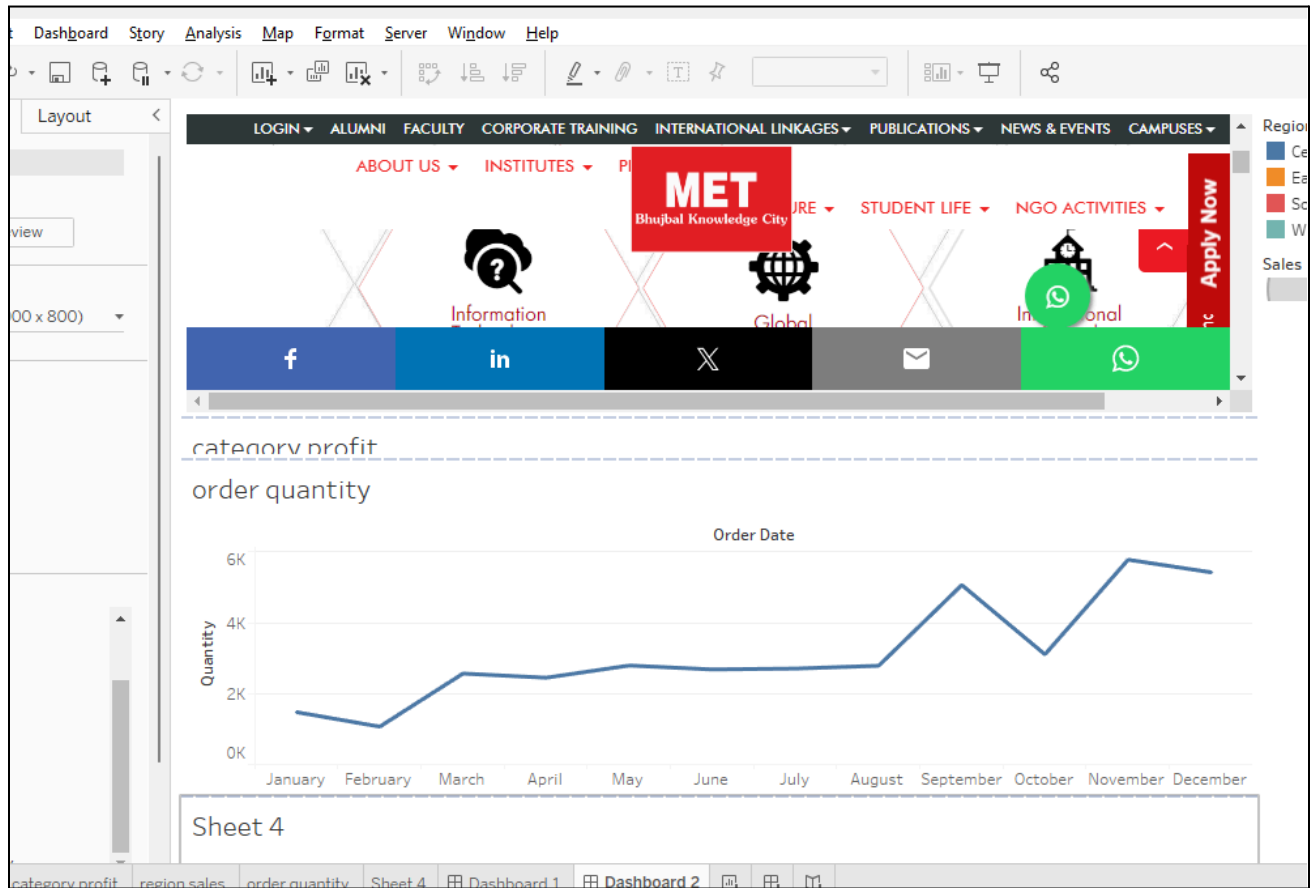 Dashboard Story Analysis Map Format Server Window Help
Layout
LOGIN ALUMNI FACULTY CORPORATE TRAINING INTERNATIONAL LINKAGES PUBLICATIONS NEWS & EVENTS CAMPUSES
ABOUT US INSTITUTES
MET
Bhujbal Knowledge City
STUDENT LIFE NGO ACTIVITIES
Apply Now
Information
Global
f in X
Sales
00 x 800)
category profit
order quantity
Order Date
Quantity
6K
4K
2K
0K
January February March April May June July August September October November December
Sheet 4
category profit region sales order quantity Sheet 4 Dashboard 1 Dashboard 2